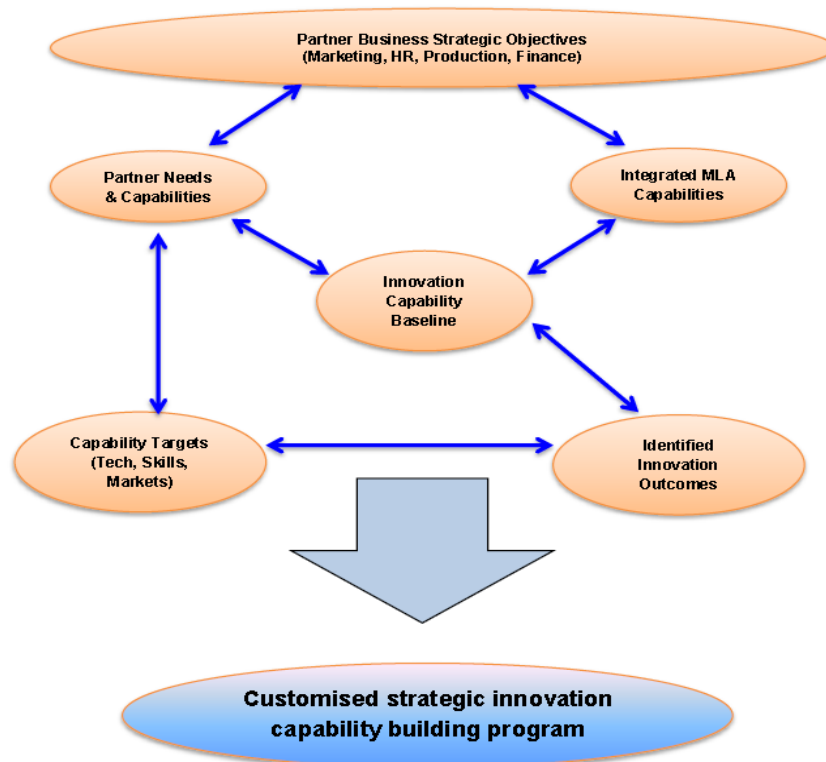 Partner Business Strategic Objectives
(Marketing, HR, Production, Finance)
Partner Needs
& Capabilities
Integrated MLA
Capabilities
Innovation
Capability
Baseline
Capability Targets
(Tech, Skills,
Markets)
Identified
Innovation
Outcomes
Customised strategic innovation
capability building program